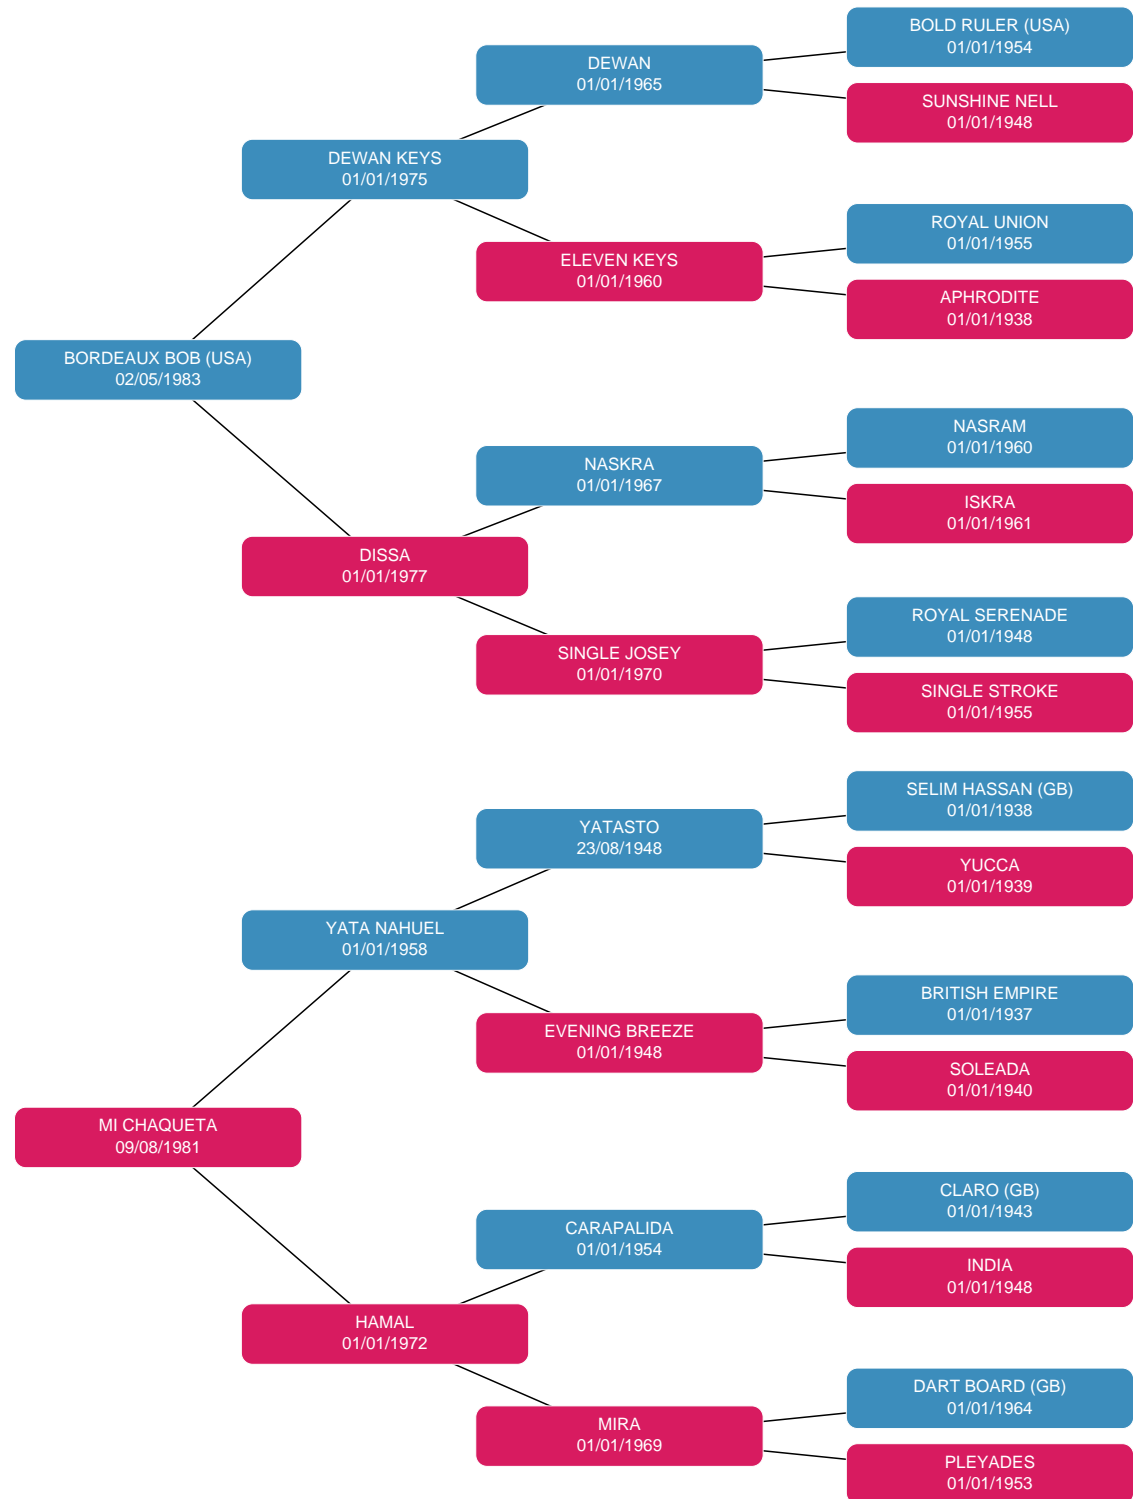 BOLD RULER (USA)
01/01/1954
DEWAN
01/01/1965
SUNSHINE NELL
01/01/1948
DEWAN KEYS
01/01/1975
ROYAL UNION
01/01/1955
ELEVEN KEYS
01/01/1960
APHRODITE
01/01/1938
BORDEAUX BOB (USA)
02/05/1983
NASRAM
01/01/1960
NASKRA
01/01/1967
ISKRA
01/01/1961
DISSA
01/01/1977
ROYAL SERENADE
01/01/1948
SINGLE JOSEY
01/01/1970
SINGLE STROKE
01/01/1955
SELIM HASSAN (GB)
01/01/1938
YATASTO
23/08/1948
YUCCA
01/01/1939
YATA NAHUEL
01/01/1958
BRITISH EMPIRE
01/01/1937
EVENING BREEZE
01/01/1948
SOLEADA
01/01/1940
MI CHAQUETA
09/08/1981
CLARO (GB)
01/01/1943
CARAPALIDA
01/01/1954
INDIA
01/01/1948
HAMAL
01/01/1972
DART BOARD (GB)
01/01/1964
MIRA
01/01/1969
PLEYADES
01/01/1953